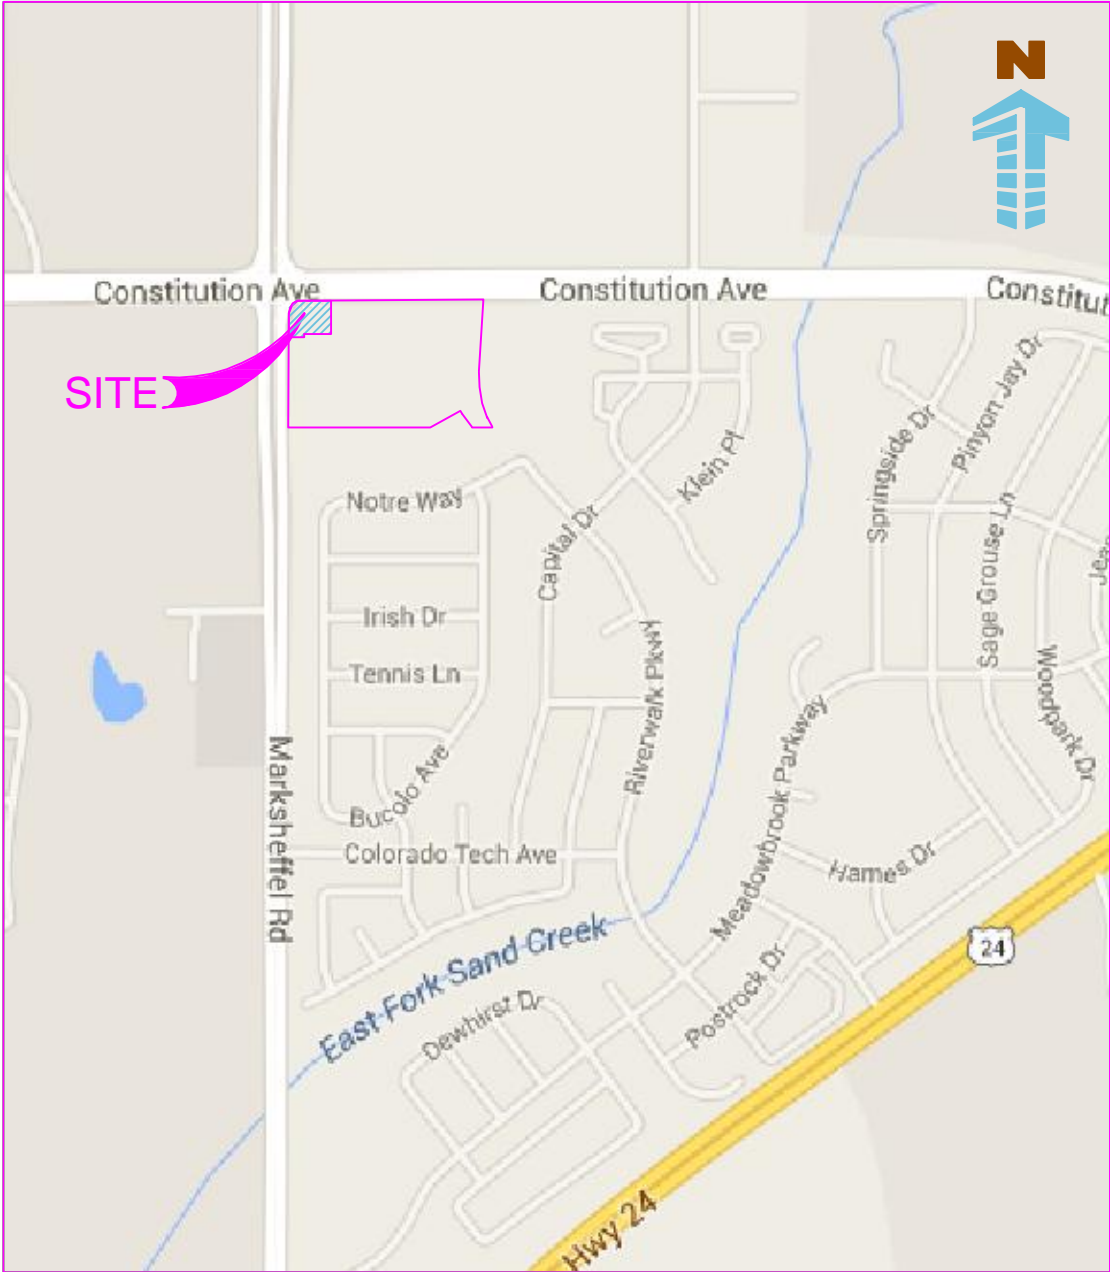 N
Constitution Ave
Constitution Ave
Constitut
SITE
Pinyon Jay Dr
Springside Dr
Klein Pl
Notre Way
Capital Dr
Sage Grouse Ln
Jes
Irish Dr
Tennis Ln
Riverwalk Pkwy
Woodpark Dr
Meadowbrook Parkway
Marksheffel Rd
Bucolo Ave
Colorado Tech Ave
Hames Dr
East Fork Sand Creek
24
Postrock Dr
Dewhirst Dr
Hwy 24